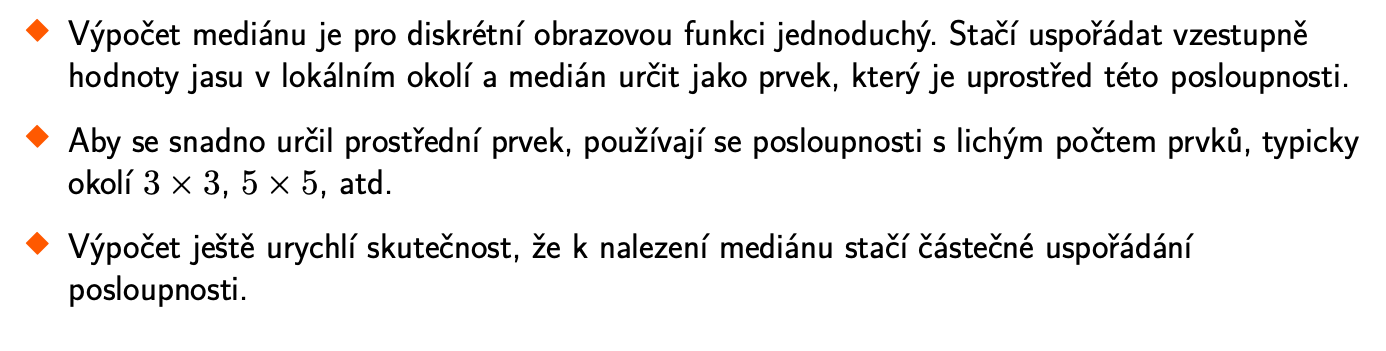 Výpočet mediánu je pro diskrétní obrazovou funkci jednoduchý. Stačí uspořádat vzestupně
hodnoty jasu v lokálním okolí a medián určit jako prvek, který je uprostřed této posloupnosti.
Aby se snadno určil prostřední prvek, používají se posloupnosti s lichým počtem prvků, typicky
okolí 3 × 3, 5 × 5, atd.
Výpočet ještě urychlí skutečnost, že k nalezení mediánu stačí částečné uspořádání
posloupnosti.